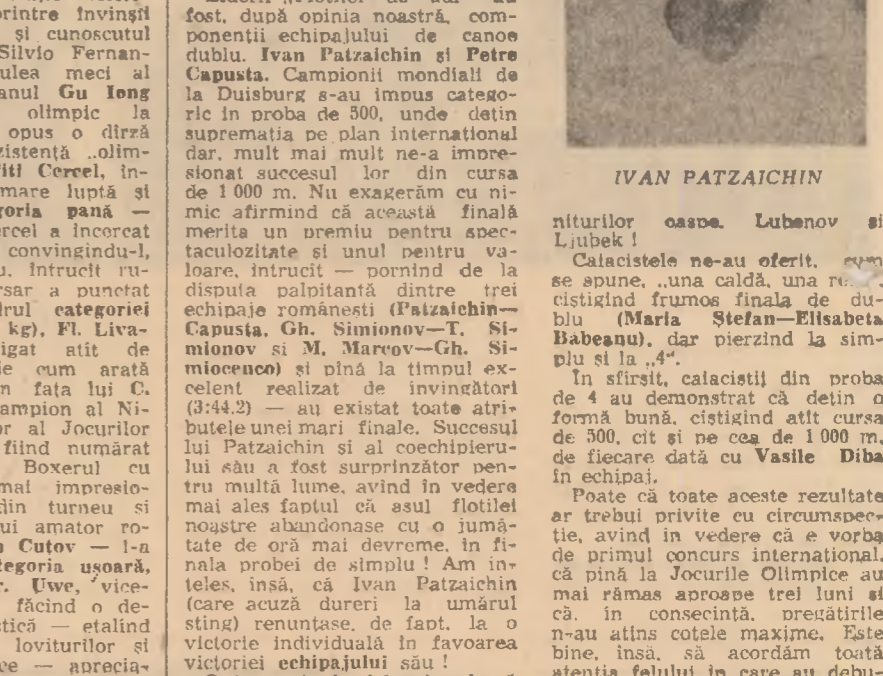 printre învinşii
şi cunoscutul
Silvio Fernan-
ulea meci al
anul Gu Iong
olimpic la
opus o dîrză
zistenţă „olim-
Titi Cercel, în-
mare luptă şi
goria pană —
ercel a încercat
convingîndu-l,
u. întrucît ru-
rsar a punctat
drul categoriei
kg), Fl. Liva-
igat atît de
ie cum arată
n faţa lui C.
ampion al Ni-
or al Jocurilor
fiind numărat
Boxerul cu
mai impresio-
din turneu şi
ui amator ro-
Cutov — l-a
tegoria uşoară,
r. Uwe, vice-
făcînd o de-
stică — etalînd
loviturilor şi
ce — aprecia-
fost, după opinia noastră, com-
ponenţii echipajului de canoe
dublu. Ivan Patzaichin şi Petre
Capusta. Campionii mondiali de
la Duisburg s-au impus catego-
ric în proba de 500, unde deţin
supremaţia pe plan internaţional
dar, mult mai mult ne-a impre-
sionat succesul lor din cursa
de 1 000 m. Nu exagerăm cu ni-
mic afirmînd că această finală
merita un premiu pentru spec-
taculozitate şi unul pentru va-
loare, întrucît — pornind de la
disputa palpitantă dintre trei
echipaje româneşti (Patzaichin—
Capusta, Gh. Simionov—T. Si-
mionov şi M. Marcov—Gh. Si-
miocenco) şi pînă la timpul ex-
celent realizat de învingători
(3:44.2) — au existat toate atri-
butele unei mari finale. Succesul
lui Patzaichin şi al coechipieru-
lui său a fost surprinzător pen-
tru multă lume, avînd în vedere
mai ales faptul că asul flotilei
noastre abandonase cu o jumă-
tate de oră mai devreme, în fi-
nala probei de simplu ! Am în-
ţeles, însă, că Ivan Patzaichin
(care acuză dureri la umărul
stîng) renunţase, de fapt, la o
victorie individuală în favoarea
victoriei echipajului său !
IVAN PATZAICHIN
niturilor oaspe. Lubenov şi
Ljubek !
Caiacistele ne-au oferit, cum
se spune, „una caldă, una
cîştigînd frumos finala de du-
blu (Maria Ştefan—Elisabeta
Băbeanu), dar pierzînd la sim-
plu şi la „4“.
În sfîrşit, caiaciştii din proba
de 4 au demonstrat că deţin o
formă bună, cîştigînd atît cursa
de 500, cît şi pe cea de 1 000 m,
de fiecare dată cu Vasile Dîba
în echipaj.
Poate că toate aceste rezultate
ar trebui privite cu circumspec-
ţie, avînd în vedere că e vorba
de primul concurs internaţional,
că pînă la Jocurile Olimpice au
mai rămas aproape trei luni şi
că, în consecinţă, pregătirile
n-au atins cotele maxime. Este
bine, însă, să acordăm toată
atenţia felului în care au debu-